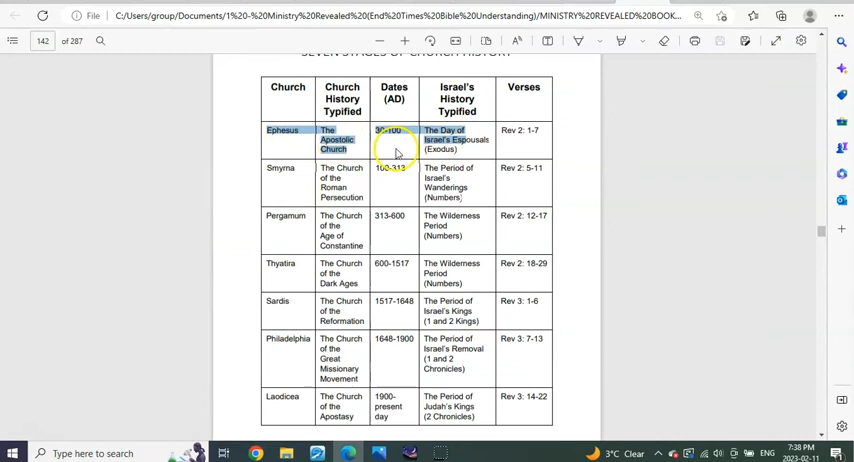 File
C:/Users/group/Documents/1%20-%20Ministry%20Revealed%20(End%20Times%20Bible%20Understanding)/MINISTRY%20REVEALED%20BOOK...
142
of 287
SEVEN STAGES OF CHURCH HISTORY
Church
Church
History
Typified
Dates
(AD)
Israel's
History
Typified
Verses
Ephesus
The
Apostolic
Church
30-100
The Day of
Israel's Espousals
(Exodus)
Rev 2: 1-7
Smyrna
The Church
of the
Roman
Persecution
100-313
The Period of
Israel's
Wanderings
(Numbers)
Rev 2: 5-11
Pergamum
The Church
of the
Age of
Constantine
313-600
The Wilderness
Period
(Numbers)
Rev 2: 12-17
Thyatira
The Church
of the
Dark Ages
600-1517
The Wilderness
Period
(Numbers)
Rev 2: 18-29
Sardis
The Church
of the
Reformation
1517-1648
The Period of
Israel's Kings
(1 and 2 Kings)
Rev 3: 1-6
Philadelphia
The Church
of the
Great
Missionary
Movement
1648-1900
The Period of
Israel's Removal
(1 and 2
Chronicles)
Rev 3: 7-13
Laodicea
The Church
of the
Apostasy
1900-
present
day
The Period of
Judah's Kings
(2 Chronicles)
Rev 3: 14-22
Type here to search
3°C Clear
ENG
7:38 PM
2023-02-11